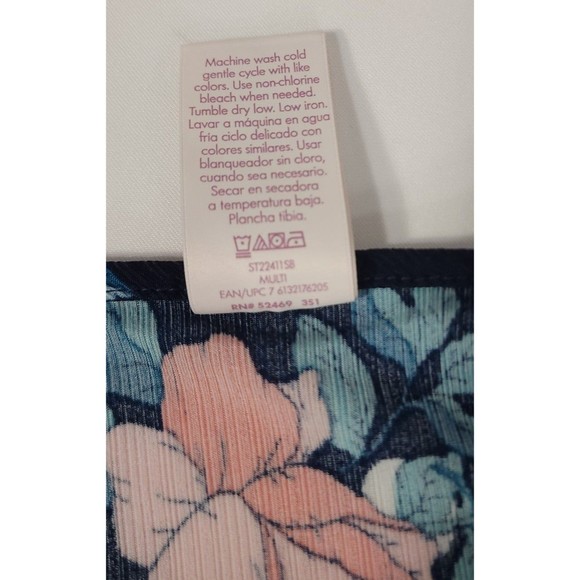 Machine wash cold
gentle cycle with like
colors. Use non-chlorine
bleach when needed.
Tumble dry low. Low iron.
Lavar a máquina en agua
fría ciclo delicado con
colores similares. Usar
blanqueador sin cloro,
cuando sea necesario.
Secar en secadora
a temperatura baja.
Plancha tibia.
ST22411SB
MULTI
EAN/UPC 7 6132176205
RN# 52469 3S1